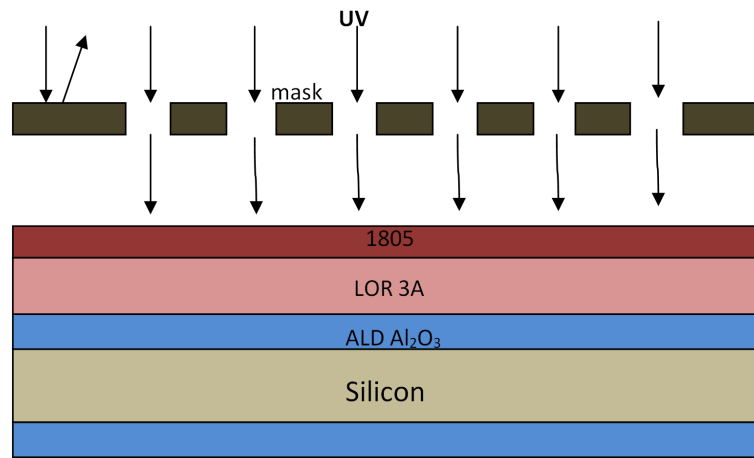 UV
mask
1805
LOR 3A
ALD Al₂O₃
Silicon